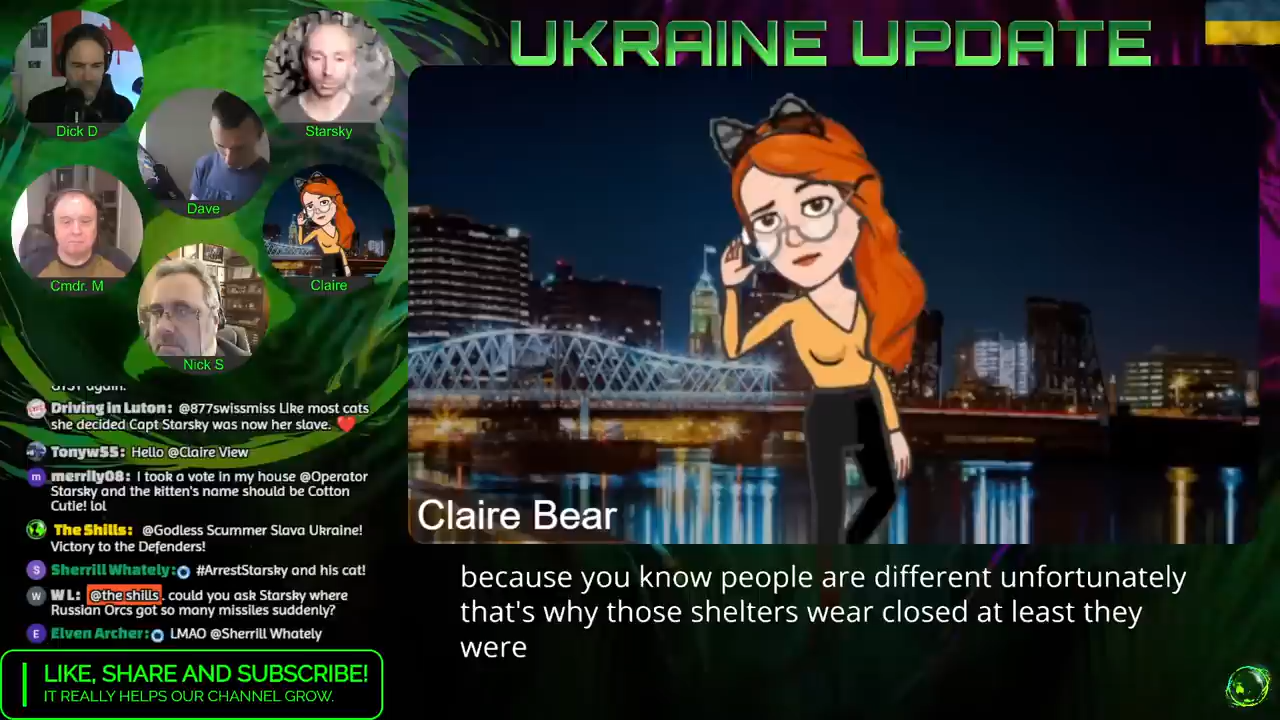 UKRAINE UPDATE
Dick D
Starsky
Dave
Cmdr. M
Claire
Nick S
again.
Driving in Luton: @877swissmiss Like most cats
she decided Capt Starsky was now her slave. ❤️
TonywSS: Hello @Claire View
m merrily08: I took a vote in my house @Operator
Starsky and the kitten's name should be Cotton
Cutie! lol
The Shills: @Godless Scummer Slava Ukraine!
Victory to the Defenders!
S Sherrill Whately: #ArrestStarsky and his cat!
W W L: @the shills. could you ask Starsky where
Russian Orcs got so many missiles suddenly?
E Elven Archer: LMAO @Sherrill Whately
LIKE, SHARE AND SUBSCRIBE!
IT REALLY HELPS OUR CHANNEL GROW.
Claire Bear
because you know people are different unfortunately
that's why those shelters wear closed at least they
were